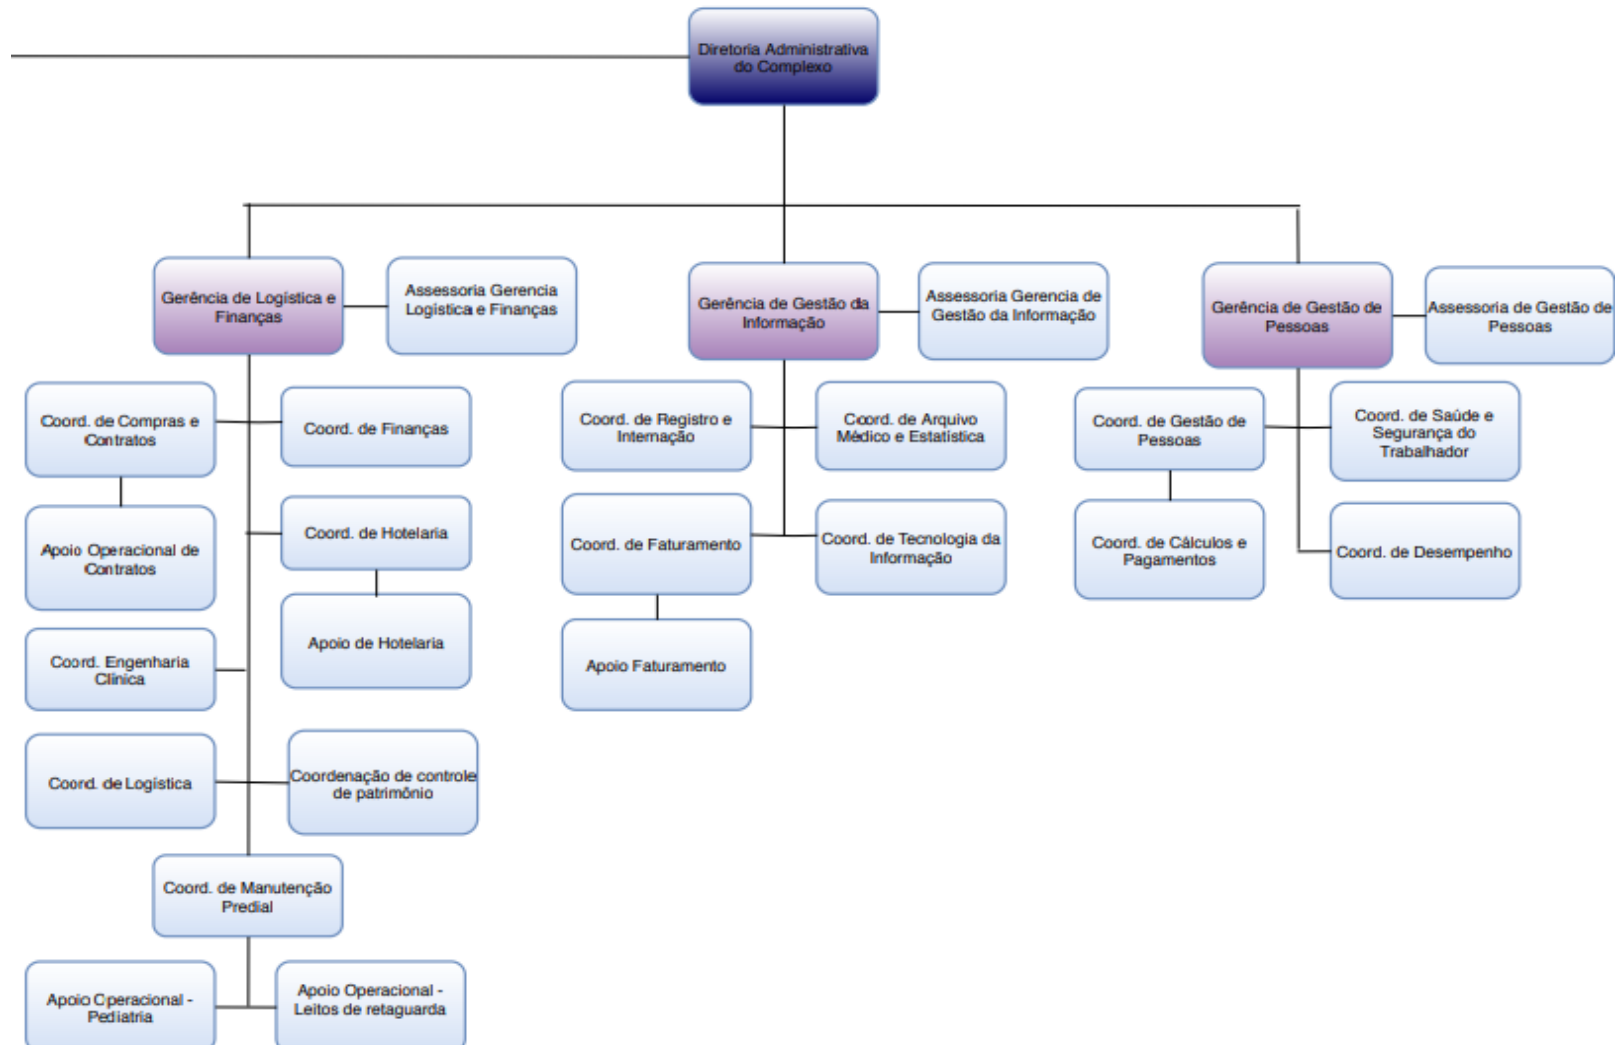 Diretoria Administrativa
do Complexo
Gerência de Logística e
Finanças
Assessoria Gerencia
Logística e Finanças
Gerência de Gestão da
Informação
Assessoria Gerencia de
Gestão da Informação
Gerência de Gestão de
Pessoas
Assessoria de Gestão de
Pessoas
Coord. de Compras e
Contratos
Coord. de Finanças
Apoio Operacional de
Contratos
Coord. de Hotelaria
Apoio de Hotelaria
Coord. Engenharia
Clínica
Coord. de Logística
Coordenação de controle
de patrimônio
Coord. de Manutenção
Predial
Apoio Operacional -
Pediatria
Apoio Operacional -
Leitos de retaguarda
Coord. de Registro e
Internação
Coord. de Arquivo
Médico e Estatística
Coord. de Faturamento
Coord. de Tecnologia da
Informação
Apoio Faturamento
Coord. de Gestão de
Pessoas
Coord. de Saúde e
Segurança do
Trabalhador
Coord. de Cálculos e
Pagamentos
Coord. de Desempenho